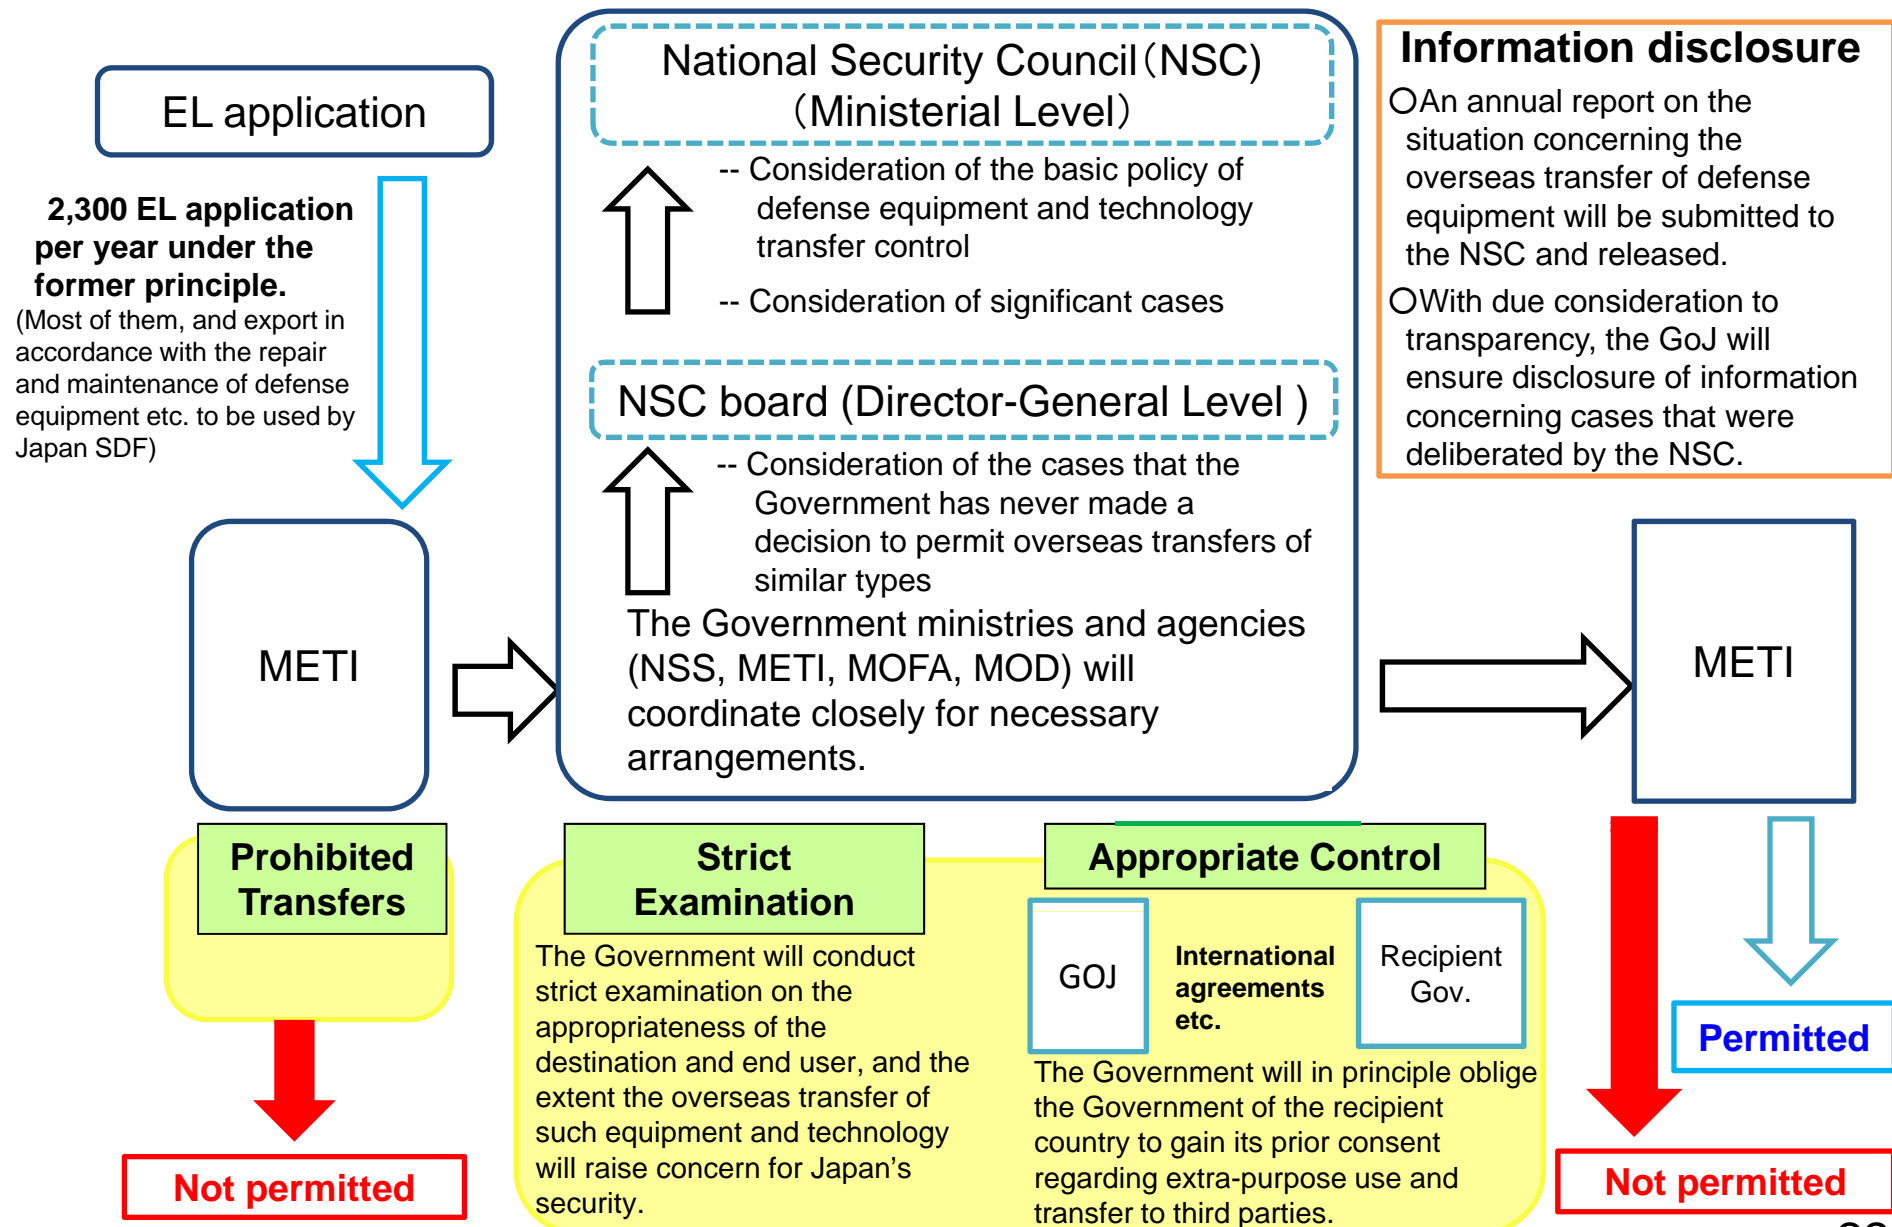 EL application
2,300 EL application
per year under the
former principle.
(Most of them, and export in
accordance with the repair
and maintenance of defense
equipment etc. to be used by
Japan SDF)
METI
National Security Council（NSC)
（Ministerial Level）
-- Consideration of the basic policy of
defense equipment and technology
transfer control
-- Consideration of significant cases
NSC board (Director-General Level )
-- Consideration of the cases that the
Government has never made a
decision to permit overseas transfers of
similar types
The Government ministries and agencies
(NSS, METI, MOFA, MOD) will
coordinate closely for necessary
arrangements.
Information disclosure
○An annual report on the
situation concerning the
overseas transfer of defense
equipment will be submitted to
the NSC and released.
○With due consideration to
transparency, the GoJ will
ensure disclosure of information
concerning cases that were
deliberated by the NSC.
METI
Prohibited
Transfers
Not permitted
Strict
Examination
The Government will conduct
strict examination on the
appropriateness of the
destination and end user, and the
extent the overseas transfer of
such equipment and technology
will raise concern for Japan’s
security.
Appropriate Control
GOJ
International
agreements
etc.
Recipient
Gov.
The Government will in principle oblige
the Government of the recipient
country to gain its prior consent
regarding extra-purpose use and
transfer to third parties.
Permitted
Not permitted